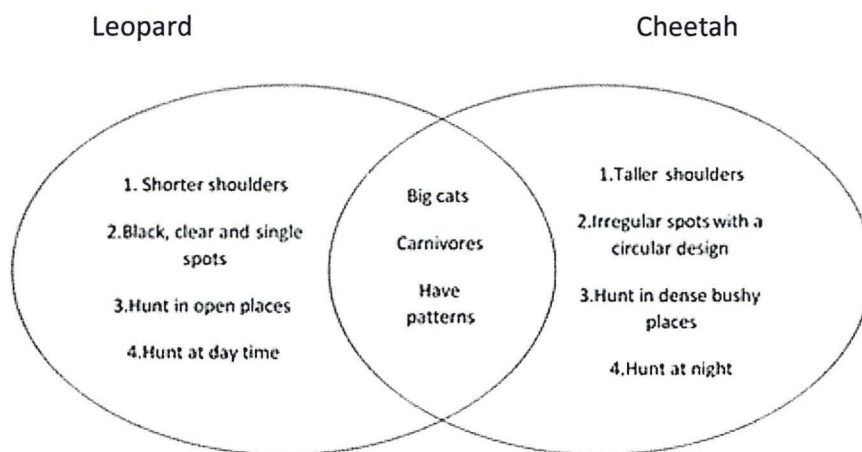 Leopard
Cheetah
1. Shorter shoulders
2.Black, clear and single
spots
3.Hunt in open places
4.Hunt at day time
Big cats
Carnivores
Have
patterns
1.Taller shoulders
2.Irregular spots with a
circular design
3.Hunt in dense bushy
places
4.Hunt at night